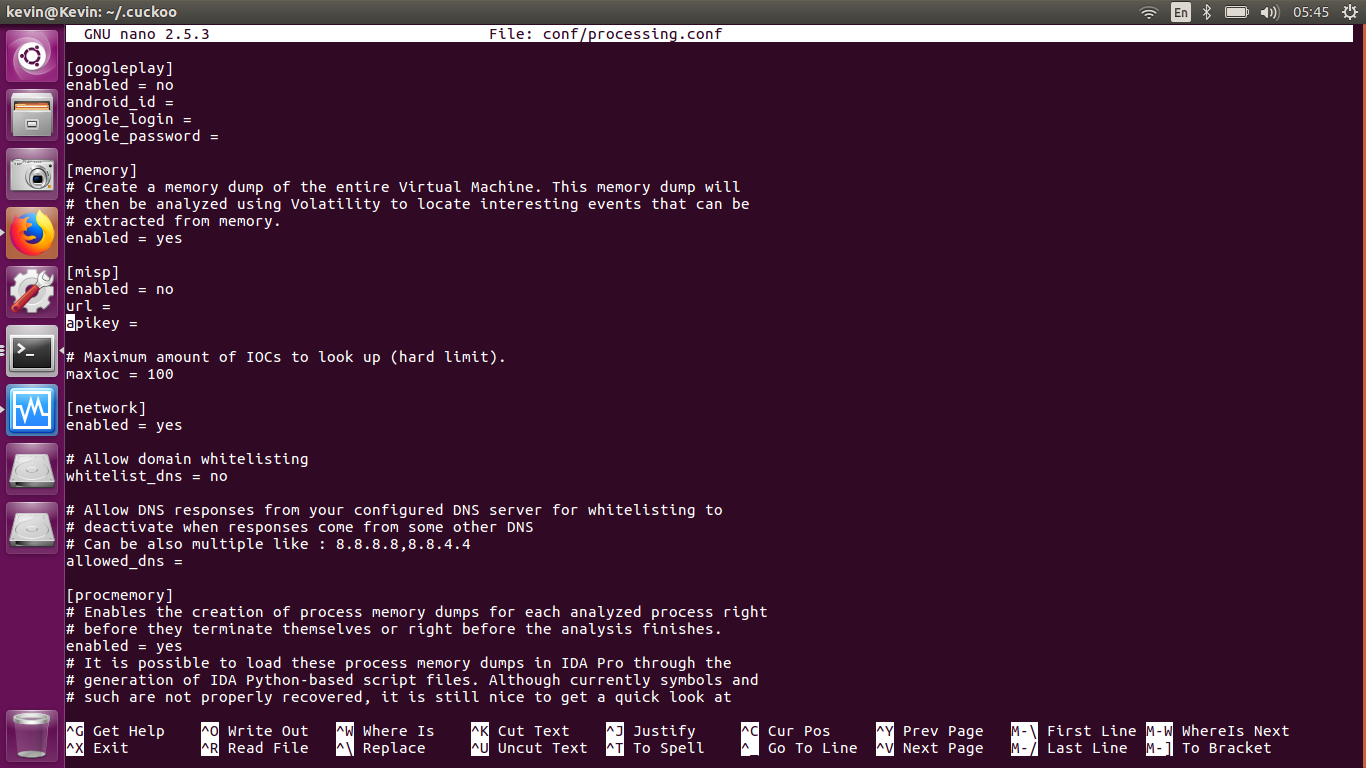 kevin@Kevin: ~/.cuckoo
En
05:45
GNU nano 2.5.3 File: conf/processing.conf
[googleplay]
enabled = no
android_id =
google_login =
google_password =
[memory]
# Create a memory dump of the entire Virtual Machine. This memory dump will
# then be analyzed using Volatility to locate interesting events that can be
# extracted from memory.
enabled = yes
[misp]
enabled = no
url =
apikey =
# Maximum amount of IOCs to look up (hard limit).
maxioc = 100
[network]
enabled = yes
# Allow domain whitelisting
whitelist_dns = no
# Allow DNS responses from your configured DNS server for whitelisting to
# deactivate when responses come from some other DNS
# Can be also multiple like : 8.8.8.8,8.8.4.4
allowed_dns =
[procmemory]
# Enables the creation of process memory dumps for each analyzed process right
# before they terminate themselves or right before the analysis finishes.
enabled = yes
# It is possible to load these process memory dumps in IDA Pro through the
# generation of IDA Python-based script files. Although currently symbols and
# such are not properly recovered, it is still nice to get a quick look at
^G Get Help ^O Write Out ^W Where Is ^K Cut Text ^J Justify ^C Cur Pos ^Y Prev Page M-\ First Line M-W WhereIs Next
^X Exit ^R Read File ^\ Replace ^U Uncut Text ^T To Spell ^_ Go To Line ^V Next Page M-/ Last Line M-] To Bracket